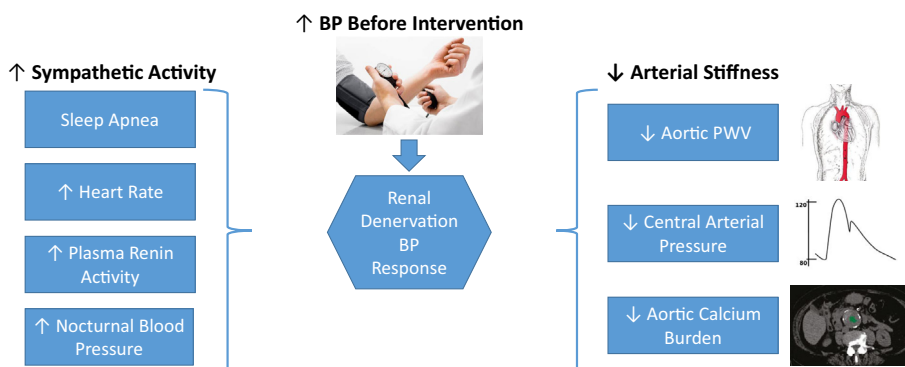 ↑ BP Before Intervention
↑ Sympathetic Activity
Sleep Apnea
↑ Heart Rate
↑ Plasma Renin
Activity
↑ Nocturnal Blood
Pressure
Renal
Denervation
BP
Response
↓ Arterial Stiffness
↓ Aortic PWV
↓ Central Arterial
Pressure
120
80
↓ Aortic Calcium
Burden